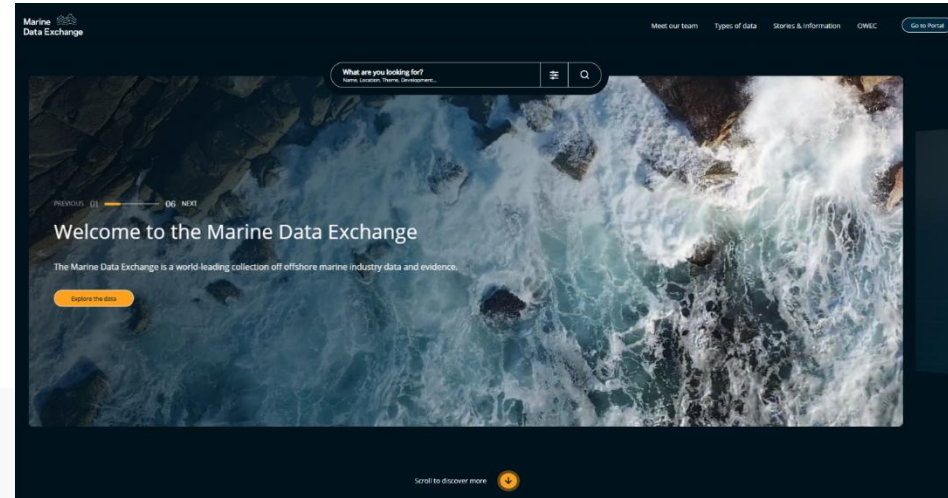 Marine
Data Exchange
Meet our team Types of data Stories & Information OWEC Go to Portal
What are you looking for?
Name, Location, Theme, Development...
PREVIOUS 01 06 NEXT
Welcome to the Marine Data Exchange
The Marine Data Exchange is a world-leading collection off offshore marine industry data and evidence.
Explore the data
Scroll to discover more